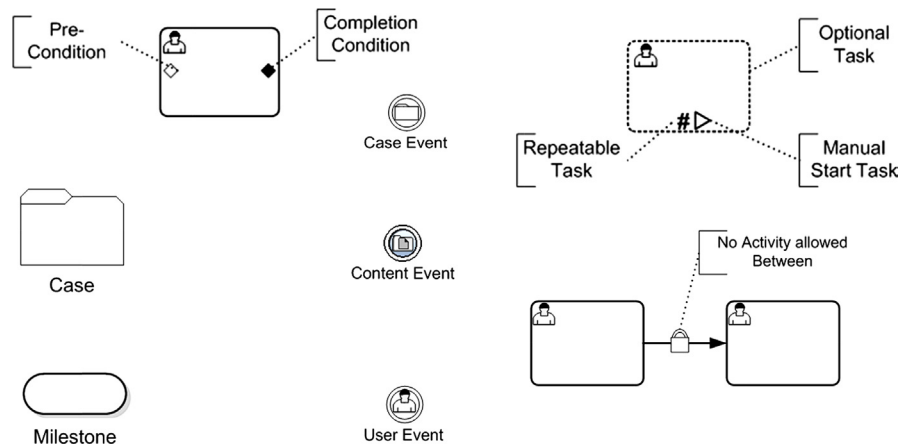 Pre-
Condition
Completion
Condition
Case Event
Optional
Task
#
Repeatable
Task
Manual
Start Task
Case
Content Event
No Activity allowed
Between
Milestone
User Event